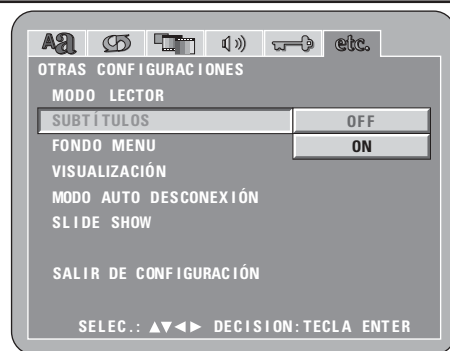 Aa etc.
OTRAS CONFIGURACIONES
MODO LECTOR
SUBTÍTULOS OFF
FONDO MENU ON
VISUALIZACIÓN
MODO AUTO DESCONEXIÓN
SLIDE SHOW
SALIR DE CONFIGURACIÓN
SELEC.: ▲▼◀▶ DECISION:TECLA ENTER